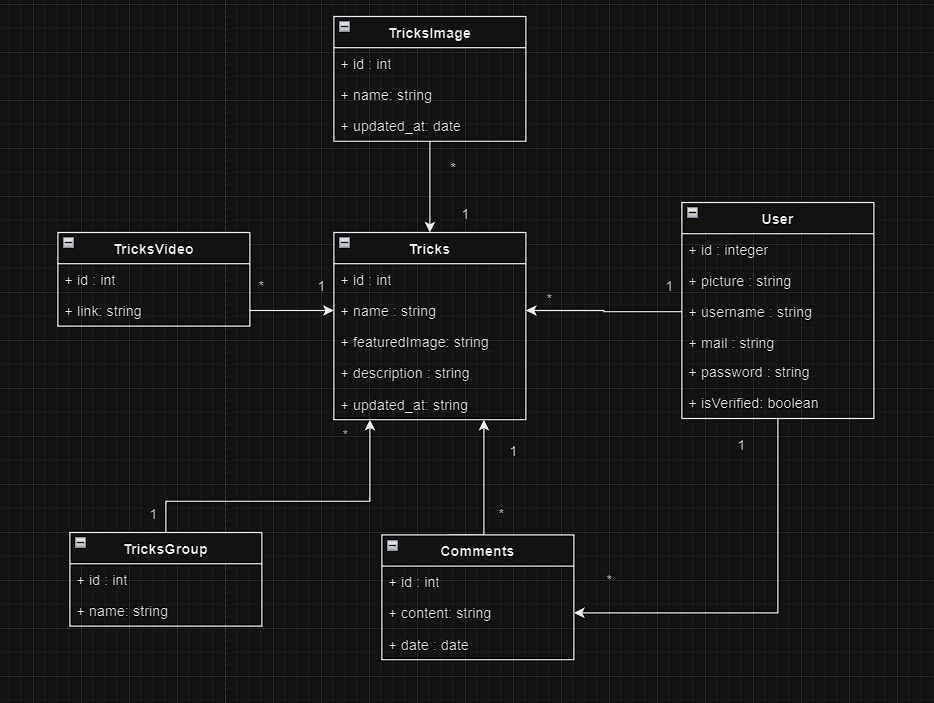 TricksImage
+ id : int
+ name: string
+ updated_at: date
*
1
TricksVideo
+ id : int
+ link: string
*
1
Tricks
+ id : int
+ name : string
+ featuredImage: string
+ description : string
+ updated_at: string
*
1
User
+ id : integer
+ picture : string
+ username : string
+ mail : string
+ password : string
+ isVerified: boolean
*
1
1
*
1
TricksGroup
+ id : int
+ name: string
*
Comments
+ id : int
+ content: string
+ date : date
*
1